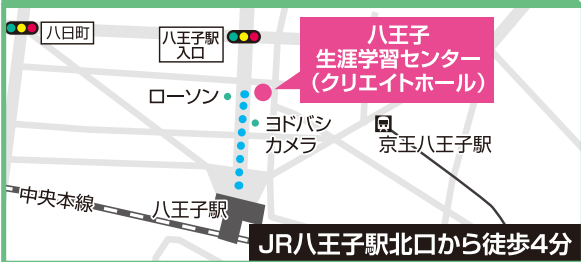 八日町
八王子駅
入口
八王子
生涯学習センター
（クリエイトホール）
ローソン
ヨドバシ
カメラ
京王八王子駅
中央本線
八王子駅
JR八王子駅北口から徒歩4分